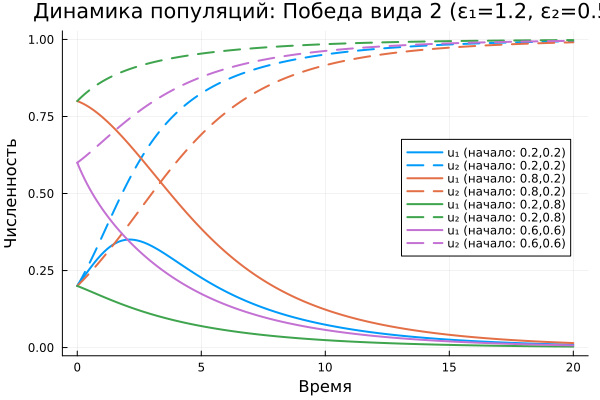 Динамика популяций: Победа вида 2 (ε₁=1.2, ε₂=0.5
1.00
0.75
0.50
0.25
0.00
Численность
u₁ (начало: 0.2,0.2)
u₂ (начало: 0.2,0.2)
u₁ (начало: 0.8,0.2)
u₂ (начало: 0.8,0.2)
u₁ (начало: 0.2,0.8)
u₂ (начало: 0.2,0.8)
u₁ (начало: 0.6,0.6)
u₂ (начало: 0.6,0.6)
0 5 10 15 20
Время